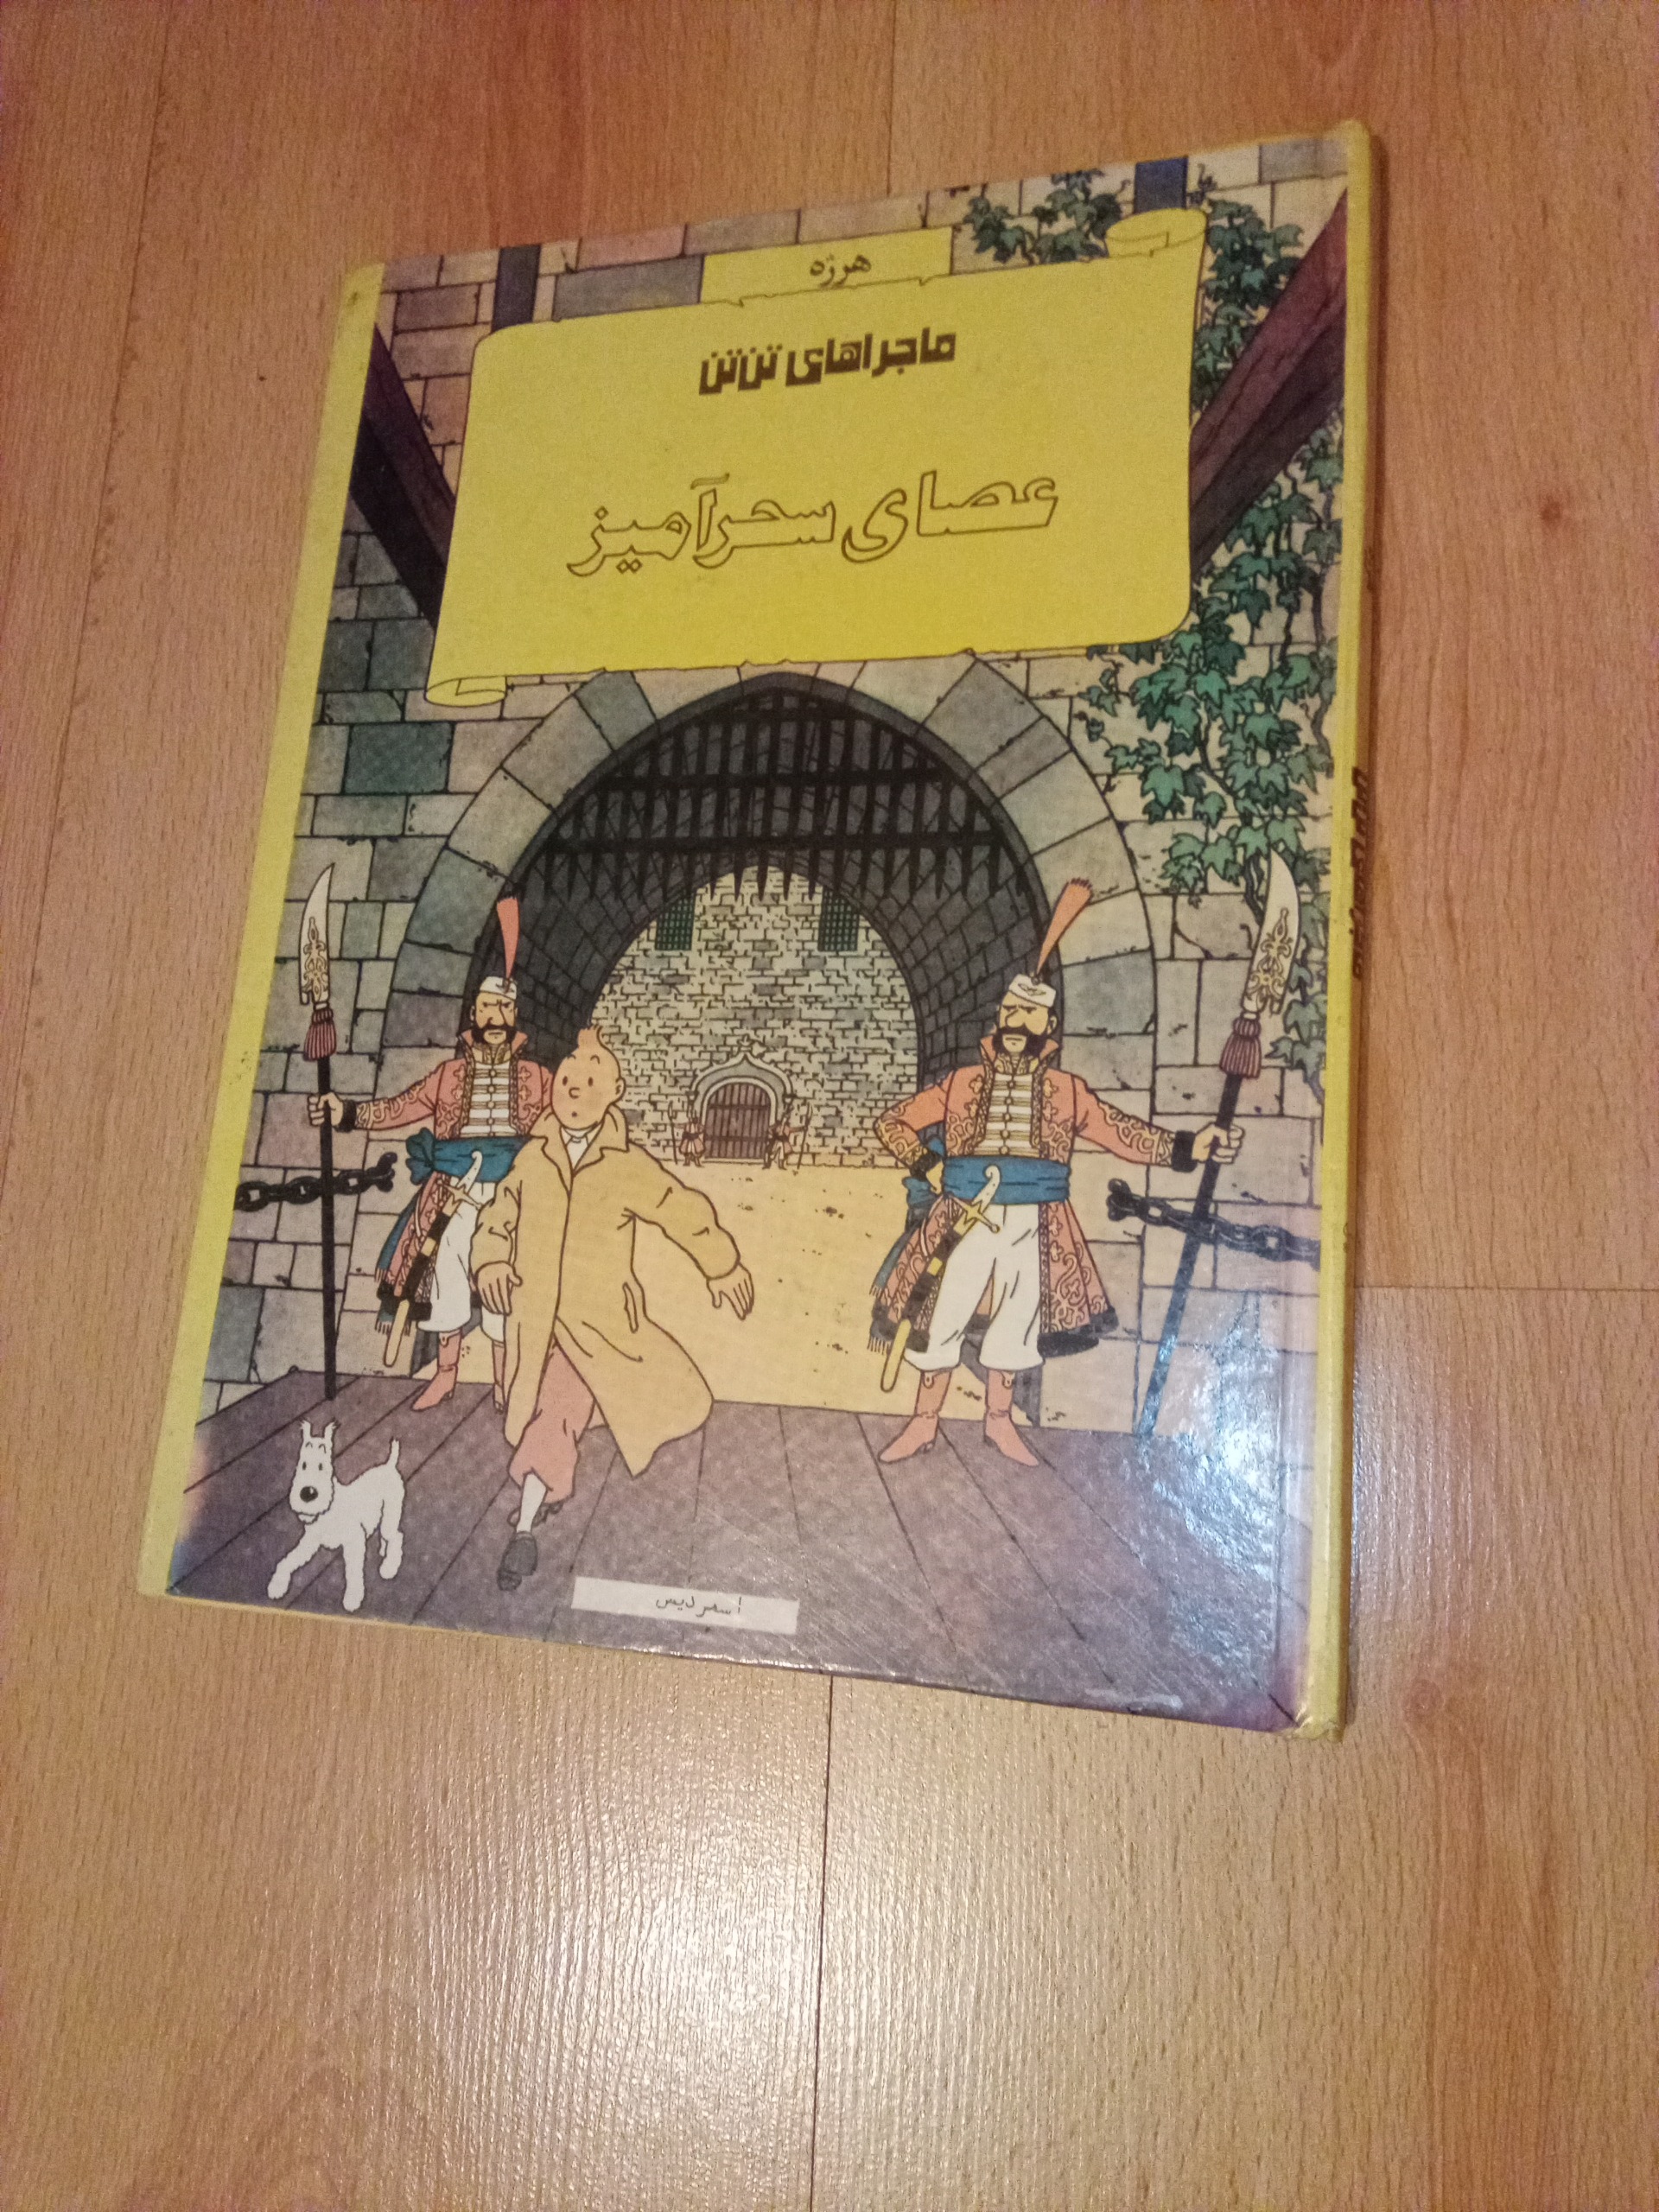 هرژه
ماجراهای تن‌تن
عصای سحرآمیز
اسمردیس